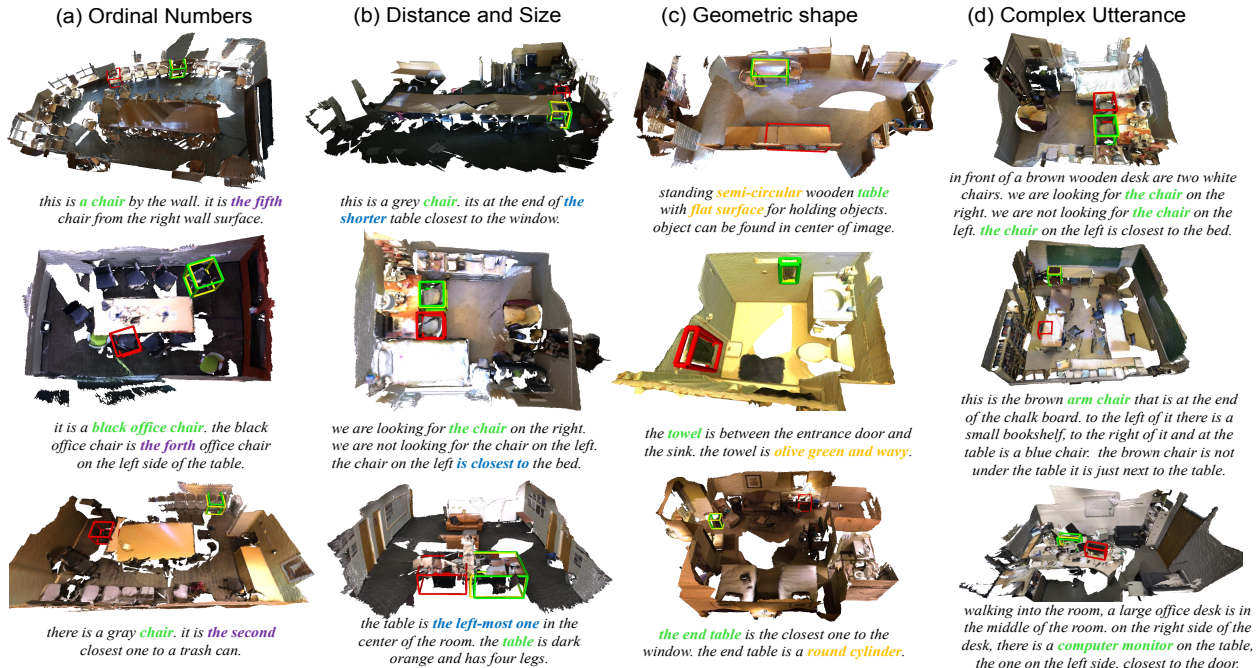 (a) Ordinal Numbers
(b) Distance and Size
(c) Geometric shape
(d) Complex Utterance
this is a chair by the wall. it is the fifth
chair from the right wall surface.
this is a grey chair. its at the end of the
the shorter table closest to the window.
standing semi-circular wooden table
with flat surface for holding objects.
object can be found in center of image.
in front of a brown wooden desk are two white
chairs. we are looking for the chair on the
right. we are not looking for the chair on the
left. the chair on the left is closest to the bed.
it is a black office chair. the black
office chair is the forth office chair
on the left side of the table.
we are looking for the chair on the right.
we are not looking for the chair on the left.
the chair on the left is closest to the bed.
the towel is between the entrance door and
the sink. the towel is olive green and wavy.
this is the brown arm chair that is at the end
of the chalk board. to the left of it there is a
small bookshelf, to the right of it and at the
table is a blue chair. the brown chair is not
under the table it is just next to the table.
there is a gray chair. it is the second
closest one to a trash can.
the table is the left-most one in the
center of the room. the table is dark
orange and has four legs.
the end table is the closest one to the
window. the end table is a round cylinder.
walking into the room, a large office desk is in
the middle of the room. on the right side of the
desk, there is a computer monitor on the table,
the one on the left side, closest to the door.